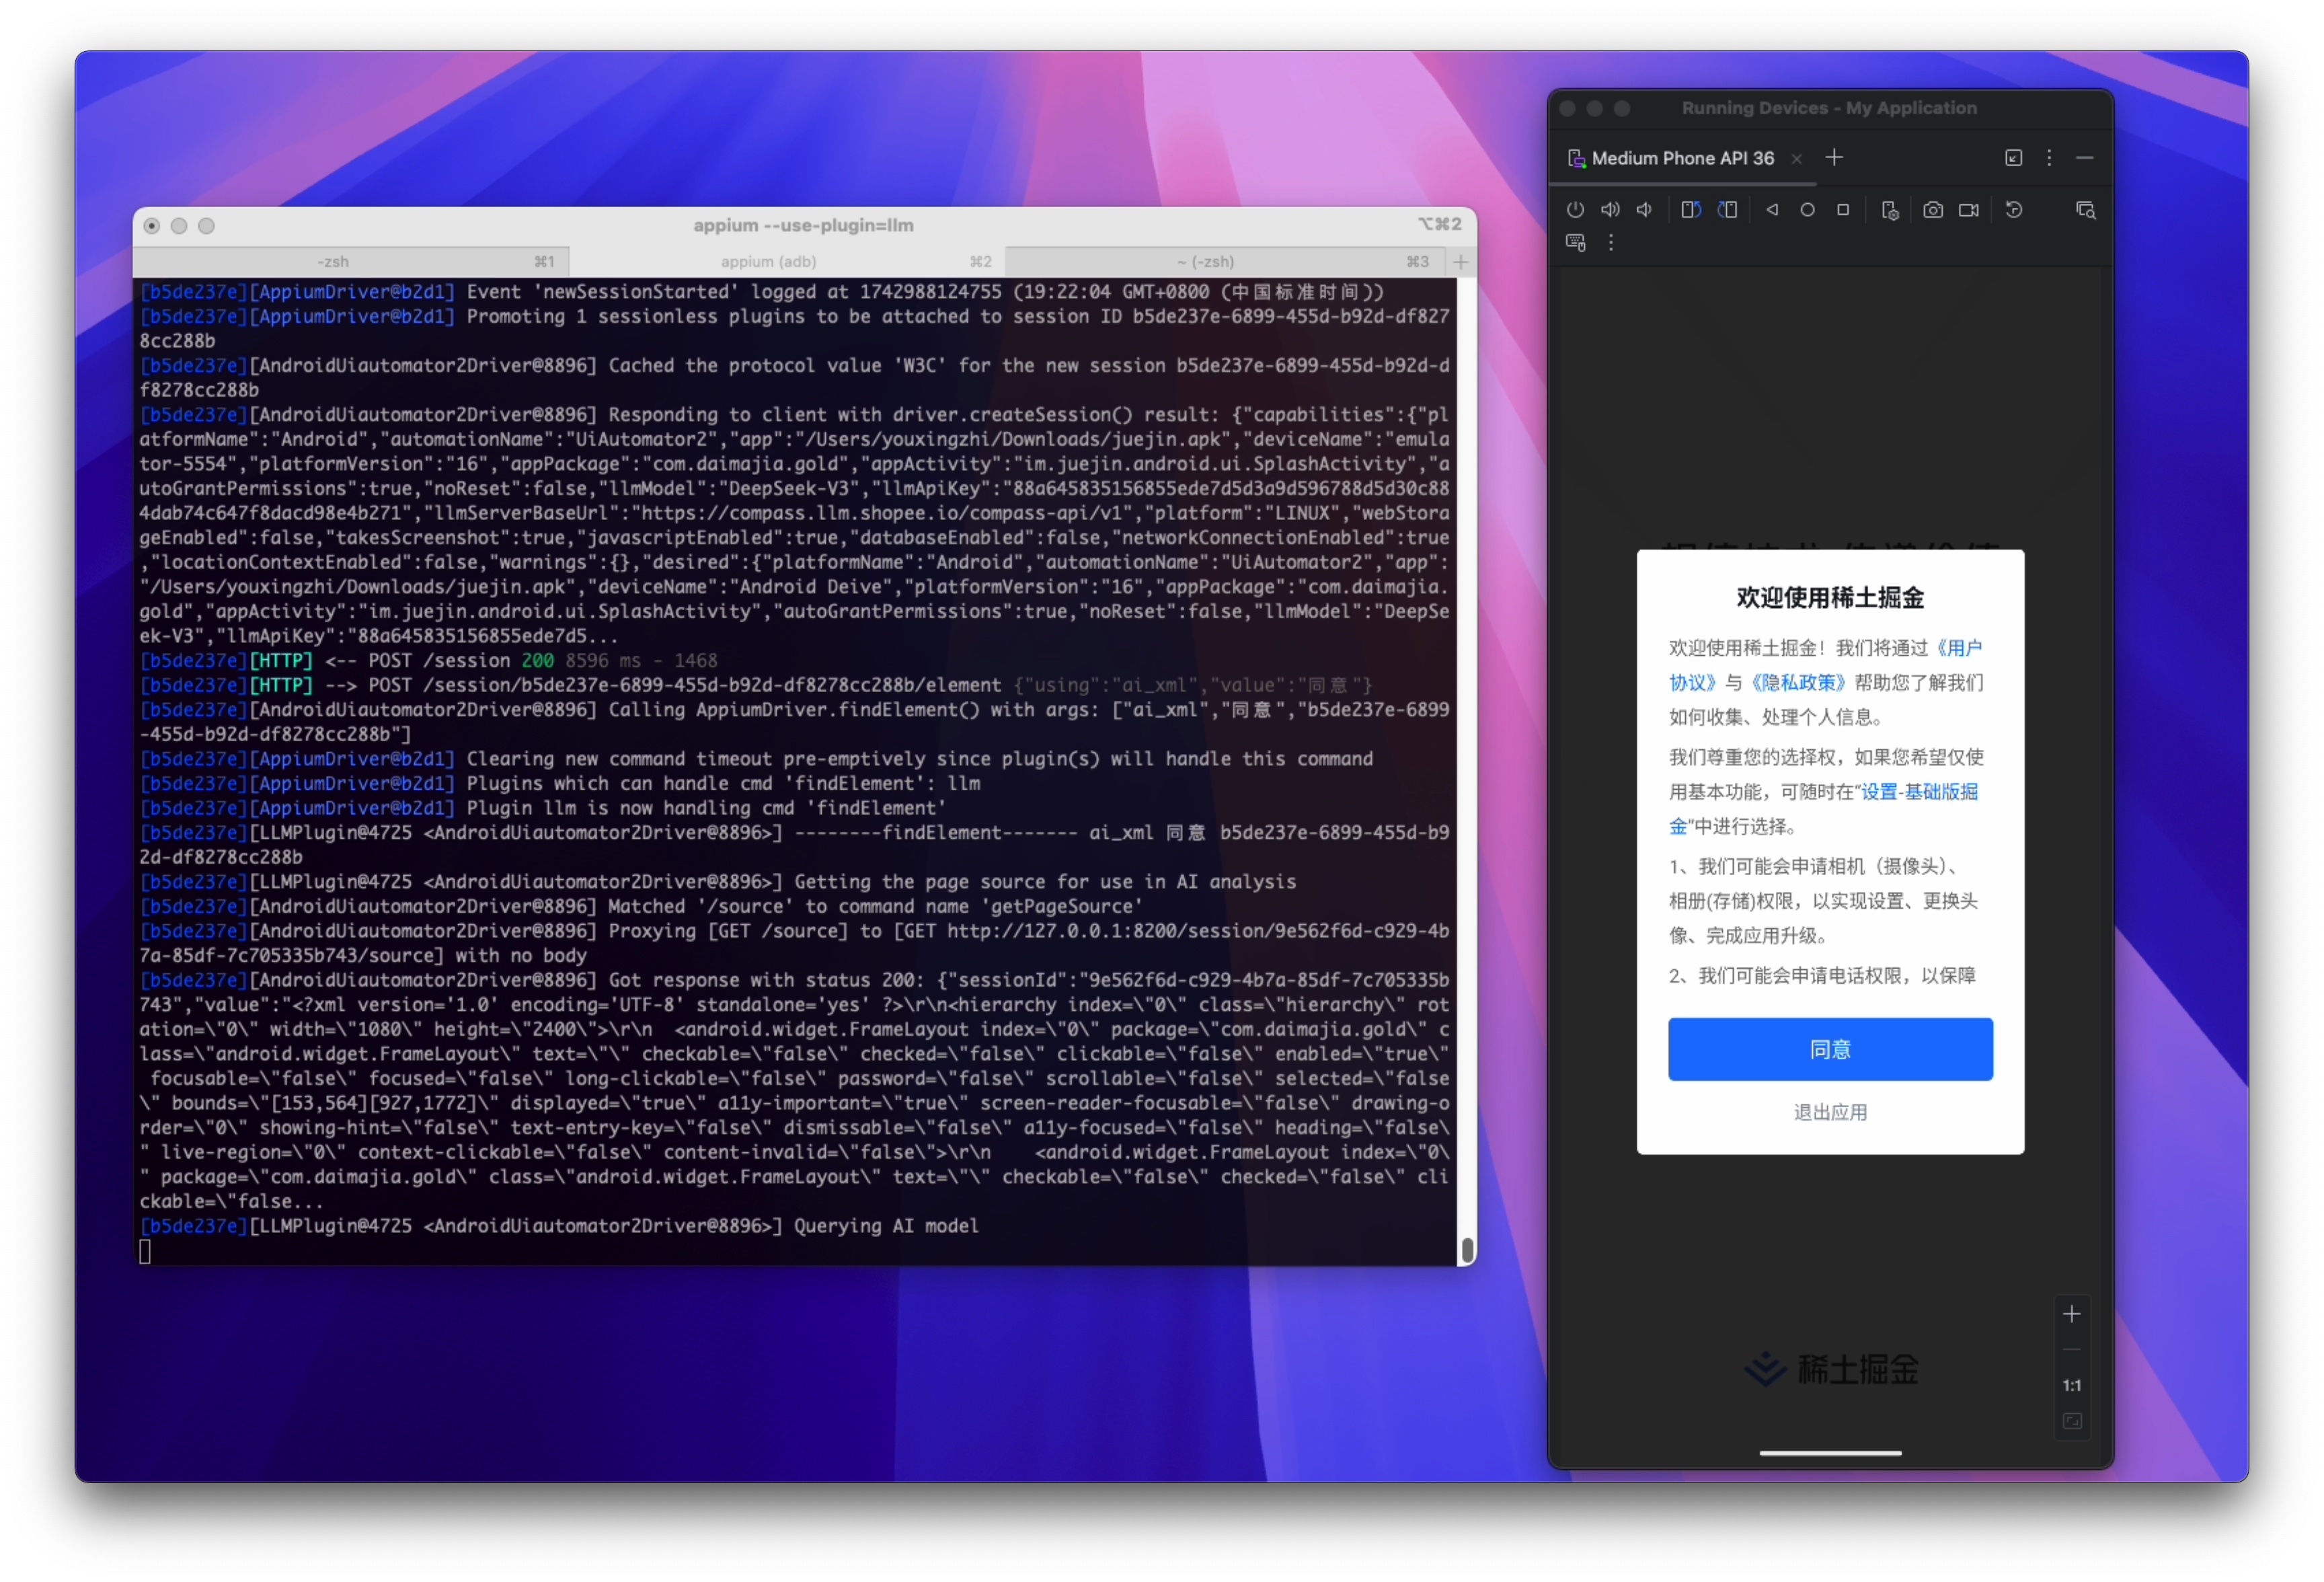 appium --use-plugin=llm
⌥⌘2
-zsh ⌘1
appium (adb) ⌘2
~ (-zsh) ⌘3
[b5de237e][AppiumDriver@b2d1] Event 'newSessionStarted' logged at 1742988124755 (19:22:04 GMT+0800 (中国标准时间))
[b5de237e][AppiumDriver@b2d1] Promoting 1 sessionless plugins to be attached to session ID b5de237e-6899-455d-b92d-df827
8cc288b
[b5de237e][AndroidUiautomator2Driver@8896] Cached the protocol value 'W3C' for the new session b5de237e-6899-455d-b92d-d
f8278cc288b
[b5de237e][AndroidUiautomator2Driver@8896] Responding to client with driver.createSession() result: {"capabilities":{"pl
atformName":"Android","automationName":"UiAutomator2","app":"/Users/youxingzhi/Downloads/juejin.apk","deviceName":"emula
tor-5554","platformVersion":"16","appPackage":"com.daimajia.gold","appActivity":"im.juejin.android.ui.SplashActivity","a
utoGrantPermissions":true,"noReset":false,"llmModel":"DeepSeek-V3","llmApiKey":"88a645835156855ede7d5d3a9d596788d5d30c88
4dab74c647f8dacd98e4b271","llmServerBaseUrl":"https://compass.llm.shopee.io/compass-api/v1","platform":"LINUX","webStora
geEnabled":false,"takesScreenshot":true,"javascriptEnabled":true,"databaseEnabled":false,"networkConnectionEnabled":true
,"locationContextEnabled":false,"warnings":{},"desired":{"platformName":"Android","automationName":"UiAutomator2","app":
"/Users/youxingzhi/Downloads/juejin.apk","deviceName":"Android Deive","platformVersion":"16","appPackage":"com.daimajia.
gold","appActivity":"im.juejin.android.ui.SplashActivity","autoGrantPermissions":true,"noReset":false,"llmModel":"DeepSe
ek-V3","llmApiKey":"88a645835156855ede7d5...
[b5de237e][HTTP] <-- POST /session 200 8596 ms - 1468
[b5de237e][HTTP] --> POST /session/b5de237e-6899-455d-b92d-df8278cc288b/element {"using":"ai_xml","value":"同意"}
[b5de237e][AndroidUiautomator2Driver@8896] Calling AppiumDriver.findElement() with args: ["ai_xml","同意","b5de237e-6899
-455d-b92d-df8278cc288b"]
[b5de237e][AppiumDriver@b2d1] Clearing new command timeout pre-emptively since plugin(s) will handle this command
[b5de237e][AppiumDriver@b2d1] Plugins which can handle cmd 'findElement': llm
[b5de237e][AppiumDriver@b2d1] Plugin llm is now handling cmd 'findElement'
[b5de237e][LLMPlugin@4725 <AndroidUiautomator2Driver@8896>] --------findElement------- ai_xml 同意 b5de237e-6899-455d-b9
2d-df8278cc288b
[b5de237e][LLMPlugin@4725 <AndroidUiautomator2Driver@8896>] Getting the page source for use in AI analysis
[b5de237e][AndroidUiautomator2Driver@8896] Matched '/source' to command name 'getPageSource'
[b5de237e][AndroidUiautomator2Driver@8896] Proxying [GET /source] to [GET http://127.0.0.1:8200/session/9e562f6d-c929-4b
7a-85df-7c705335b743/source] with no body
[b5de237e][AndroidUiautomator2Driver@8896] Got response with status 200: {"sessionId":"9e562f6d-c929-4b7a-85df-7c705335b
743","value":"<?xml version='1.0' encoding='UTF-8' standalone='yes' ?>\r\n<hierarchy index=\"0\" class=\"hierarchy\" rot
ation=\"0\" width=\"1080\" height=\"2400\">\r\n  <android.widget.FrameLayout index=\"0\" package=\"com.daimajia.gold\" c
lass=\"android.widget.FrameLayout\" text=\"\" checkable=\"false\" checked=\"false\" clickable=\"false\" enabled=\"true\"
 focusable=\"false\" focused=\"false\" long-clickable=\"false\" password=\"false\" scrollable=\"false\" selected=\"false
\" bounds=\"[153,564][927,1772]\" displayed=\"true\" a11y-important=\"true\" screen-reader-focusable=\"false\" drawing-o
rder=\"0\" showing-hint=\"false\" text-entry-key=\"false\" dismissable=\"false\" a11y-focused=\"false\" heading=\"false\
" live-region=\"0\" context-clickable=\"false\" content-invalid=\"false\">\r\n    <android.widget.FrameLayout index=\"0\
" package=\"com.daimajia.gold\" class=\"android.widget.FrameLayout\" text=\"\" checkable=\"false\" checked=\"false\" cli
ckable=\"false...
[b5de237e][LLMPlugin@4725 <AndroidUiautomator2Driver@8896>] Querying AI model
Running Devices - My Application
Medium Phone API 36
欢迎使用稀土掘金
欢迎使用稀土掘金！我们将通过《用户
协议》与《隐私政策》帮助您了解我们
如何收集、处理个人信息。
我们尊重您的选择权，如果您希望仅使
用基本功能，可随时在“设置-基础版掘
金”中进行选择。
1、我们可能会申请相机（摄像头）、
相册(存储)权限，以实现设置、更换头
像、完成应用升级。
2、我们可能会申请电话权限，以保障
同意
退出应用
稀土掘金
1:1